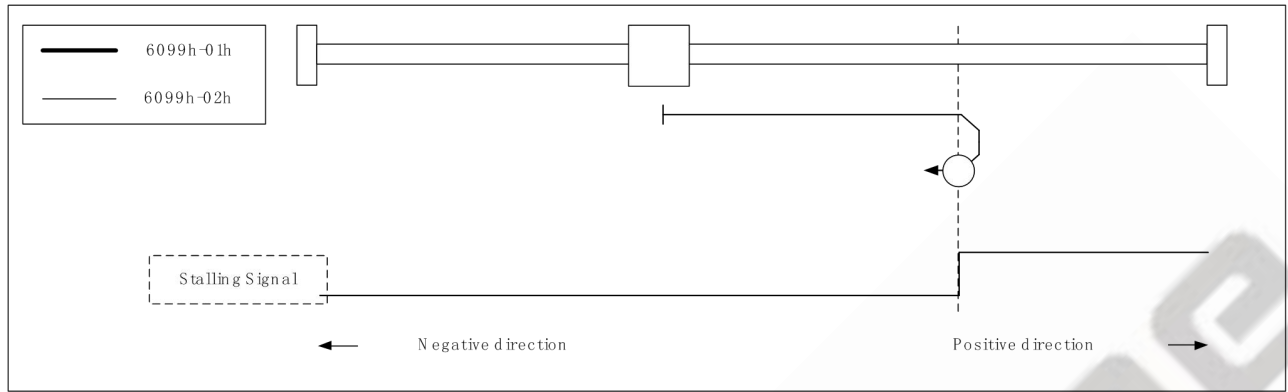 6099h-01h
6099h-02h
Stalling Signal
Negative direction
Positive direction